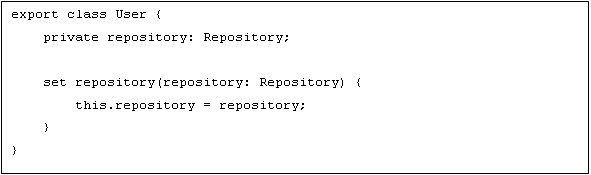 export class User {
    private repository: Repository;

    set repository(repository: Repository) {
        this.repository = repository;
    }
}